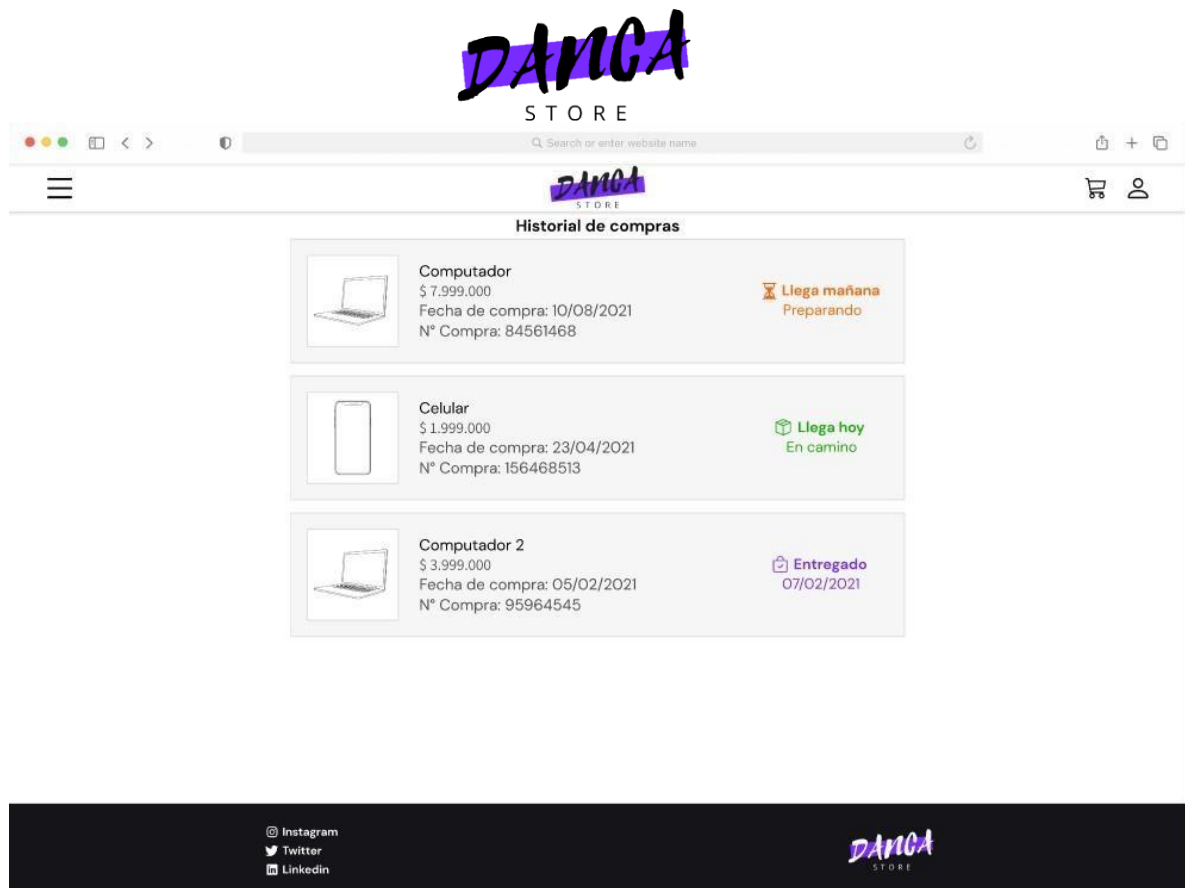 DANCA
STORE
Search or enter website name
DANCA
STORE
Historial de compras
Computador
$ 7.999.000
Fecha de compra: 10/08/2021
N° Compra: 84561468
Llega mañana
Preparando
Celular
$ 1.999.000
Fecha de compra: 23/04/2021
N° Compra: 156468513
Llega hoy
En camino
Computador 2
$ 3.999.000
Fecha de compra: 05/02/2021
N° Compra: 95964545
Entregado
07/02/2021
Instagram
Twitter
Linkedin
DANCA
STORE